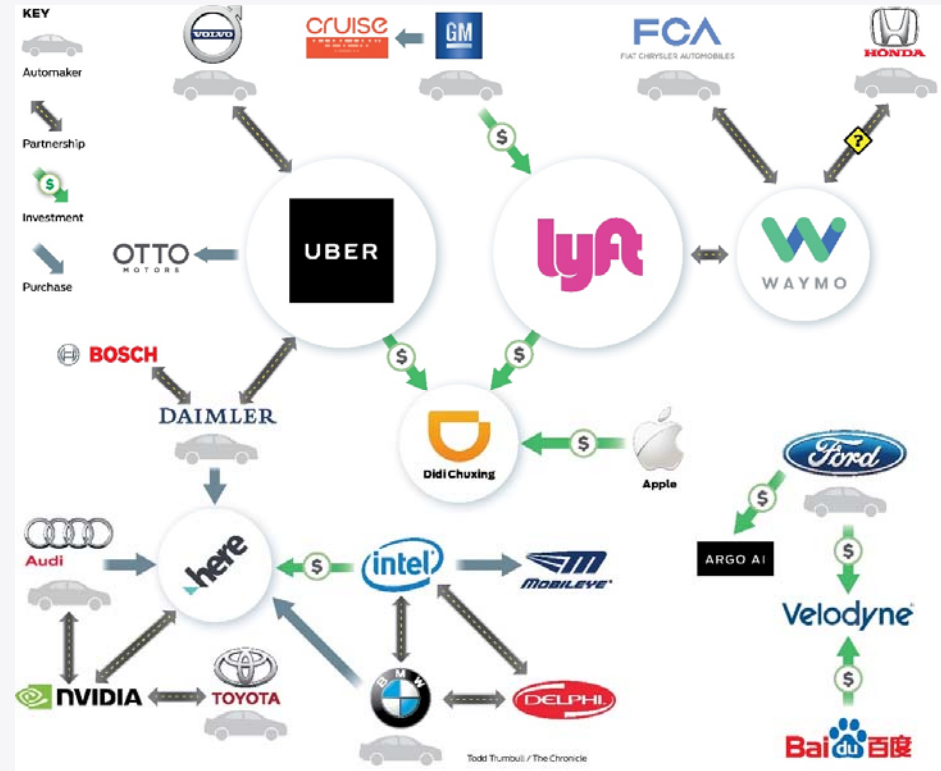 KEY
Automaker
Partnership
$
Investment
Purchase
VOLVO
cruise
GM
FCA
FIAT CHRYSLER AUTOMOBILES
HONDA
$
?
UBER
lyft
WAYMO
OTTO
MOTORS
BOSCH
DAIMLER
$
$
Didi Chuxing
$
Apple
Ford
$
ARGO AI
$
Audi
here
$
intel
MOBILEYE
Velodyne
$
NVIDIA
TOYOTA
BMW
DELPHI
Baidu百度
Todd Trumbull / The Chronicle